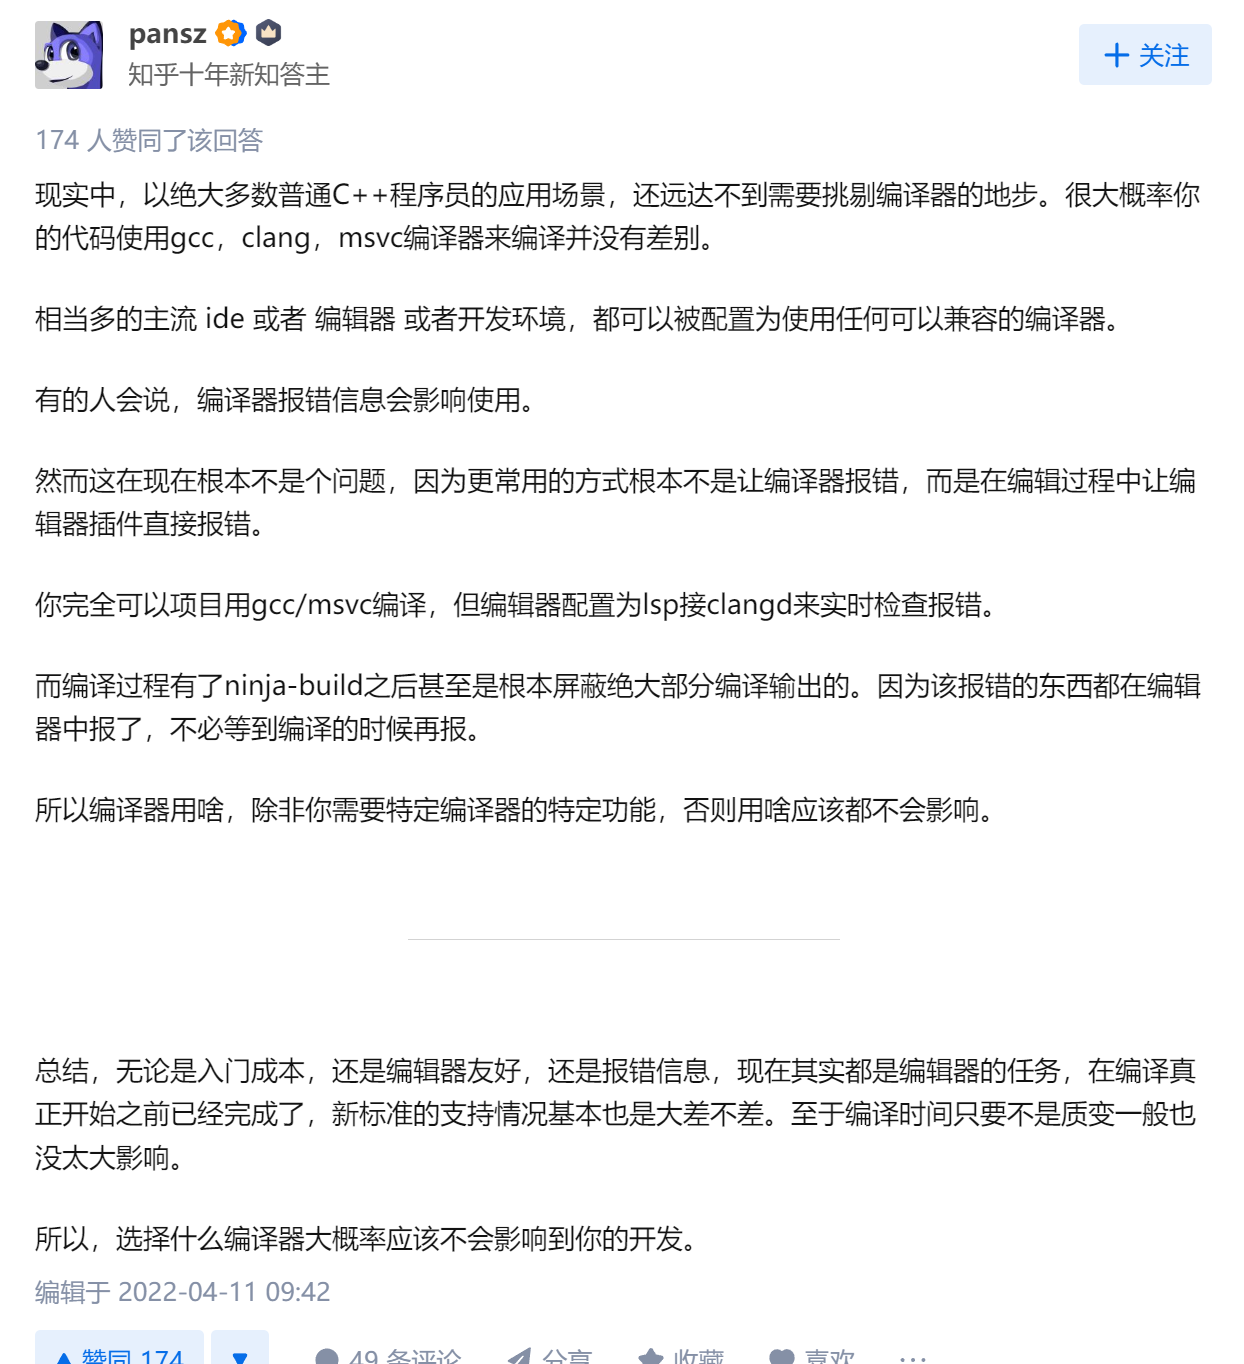 pansz
知乎十年新知答主
+ 关注
174 人赞同了该回答
现实中，以绝大多数普通C++程序员的应用场景，还远达不到需要挑剔编译器的地步。很大概率你
的代码使用gcc，clang，msvc编译器来编译并没有差别。
相当多的主流 ide 或者 编辑器 或者开发环境，都可以被配置为使用任何可以兼容的编译器。
有的人会说，编译器报错信息会影响使用。
然而这在现在根本不是个问题，因为更常用的方式根本不是让编译器报错，而是在编辑过程中让编
辑器插件直接报错。
你完全可以项目用gcc/msvc编译，但编辑器配置为lsp接clangd来实时检查报错。
而编译过程有了ninja-build之后甚至是根本屏蔽绝大部分编译输出的。因为该报错的东西都在编辑
器中报了，不必等到编译的时候再报。
所以编译器用啥，除非你需要特定编译器的特定功能，否则用啥应该都不会影响。
总结，无论是入门成本，还是编辑器友好，还是报错信息，现在其实都是编辑器的任务，在编译真
正开始之前已经完成了，新标准的支持情况基本也是大差不差。至于编译时间只要不是质变一般也
没太大影响。
所以，选择什么编译器大概率应该不会影响到你的开发。
编辑于 2022-04-11 09:42
赞同 174 49 条评论 分享 收藏 喜欢 ...